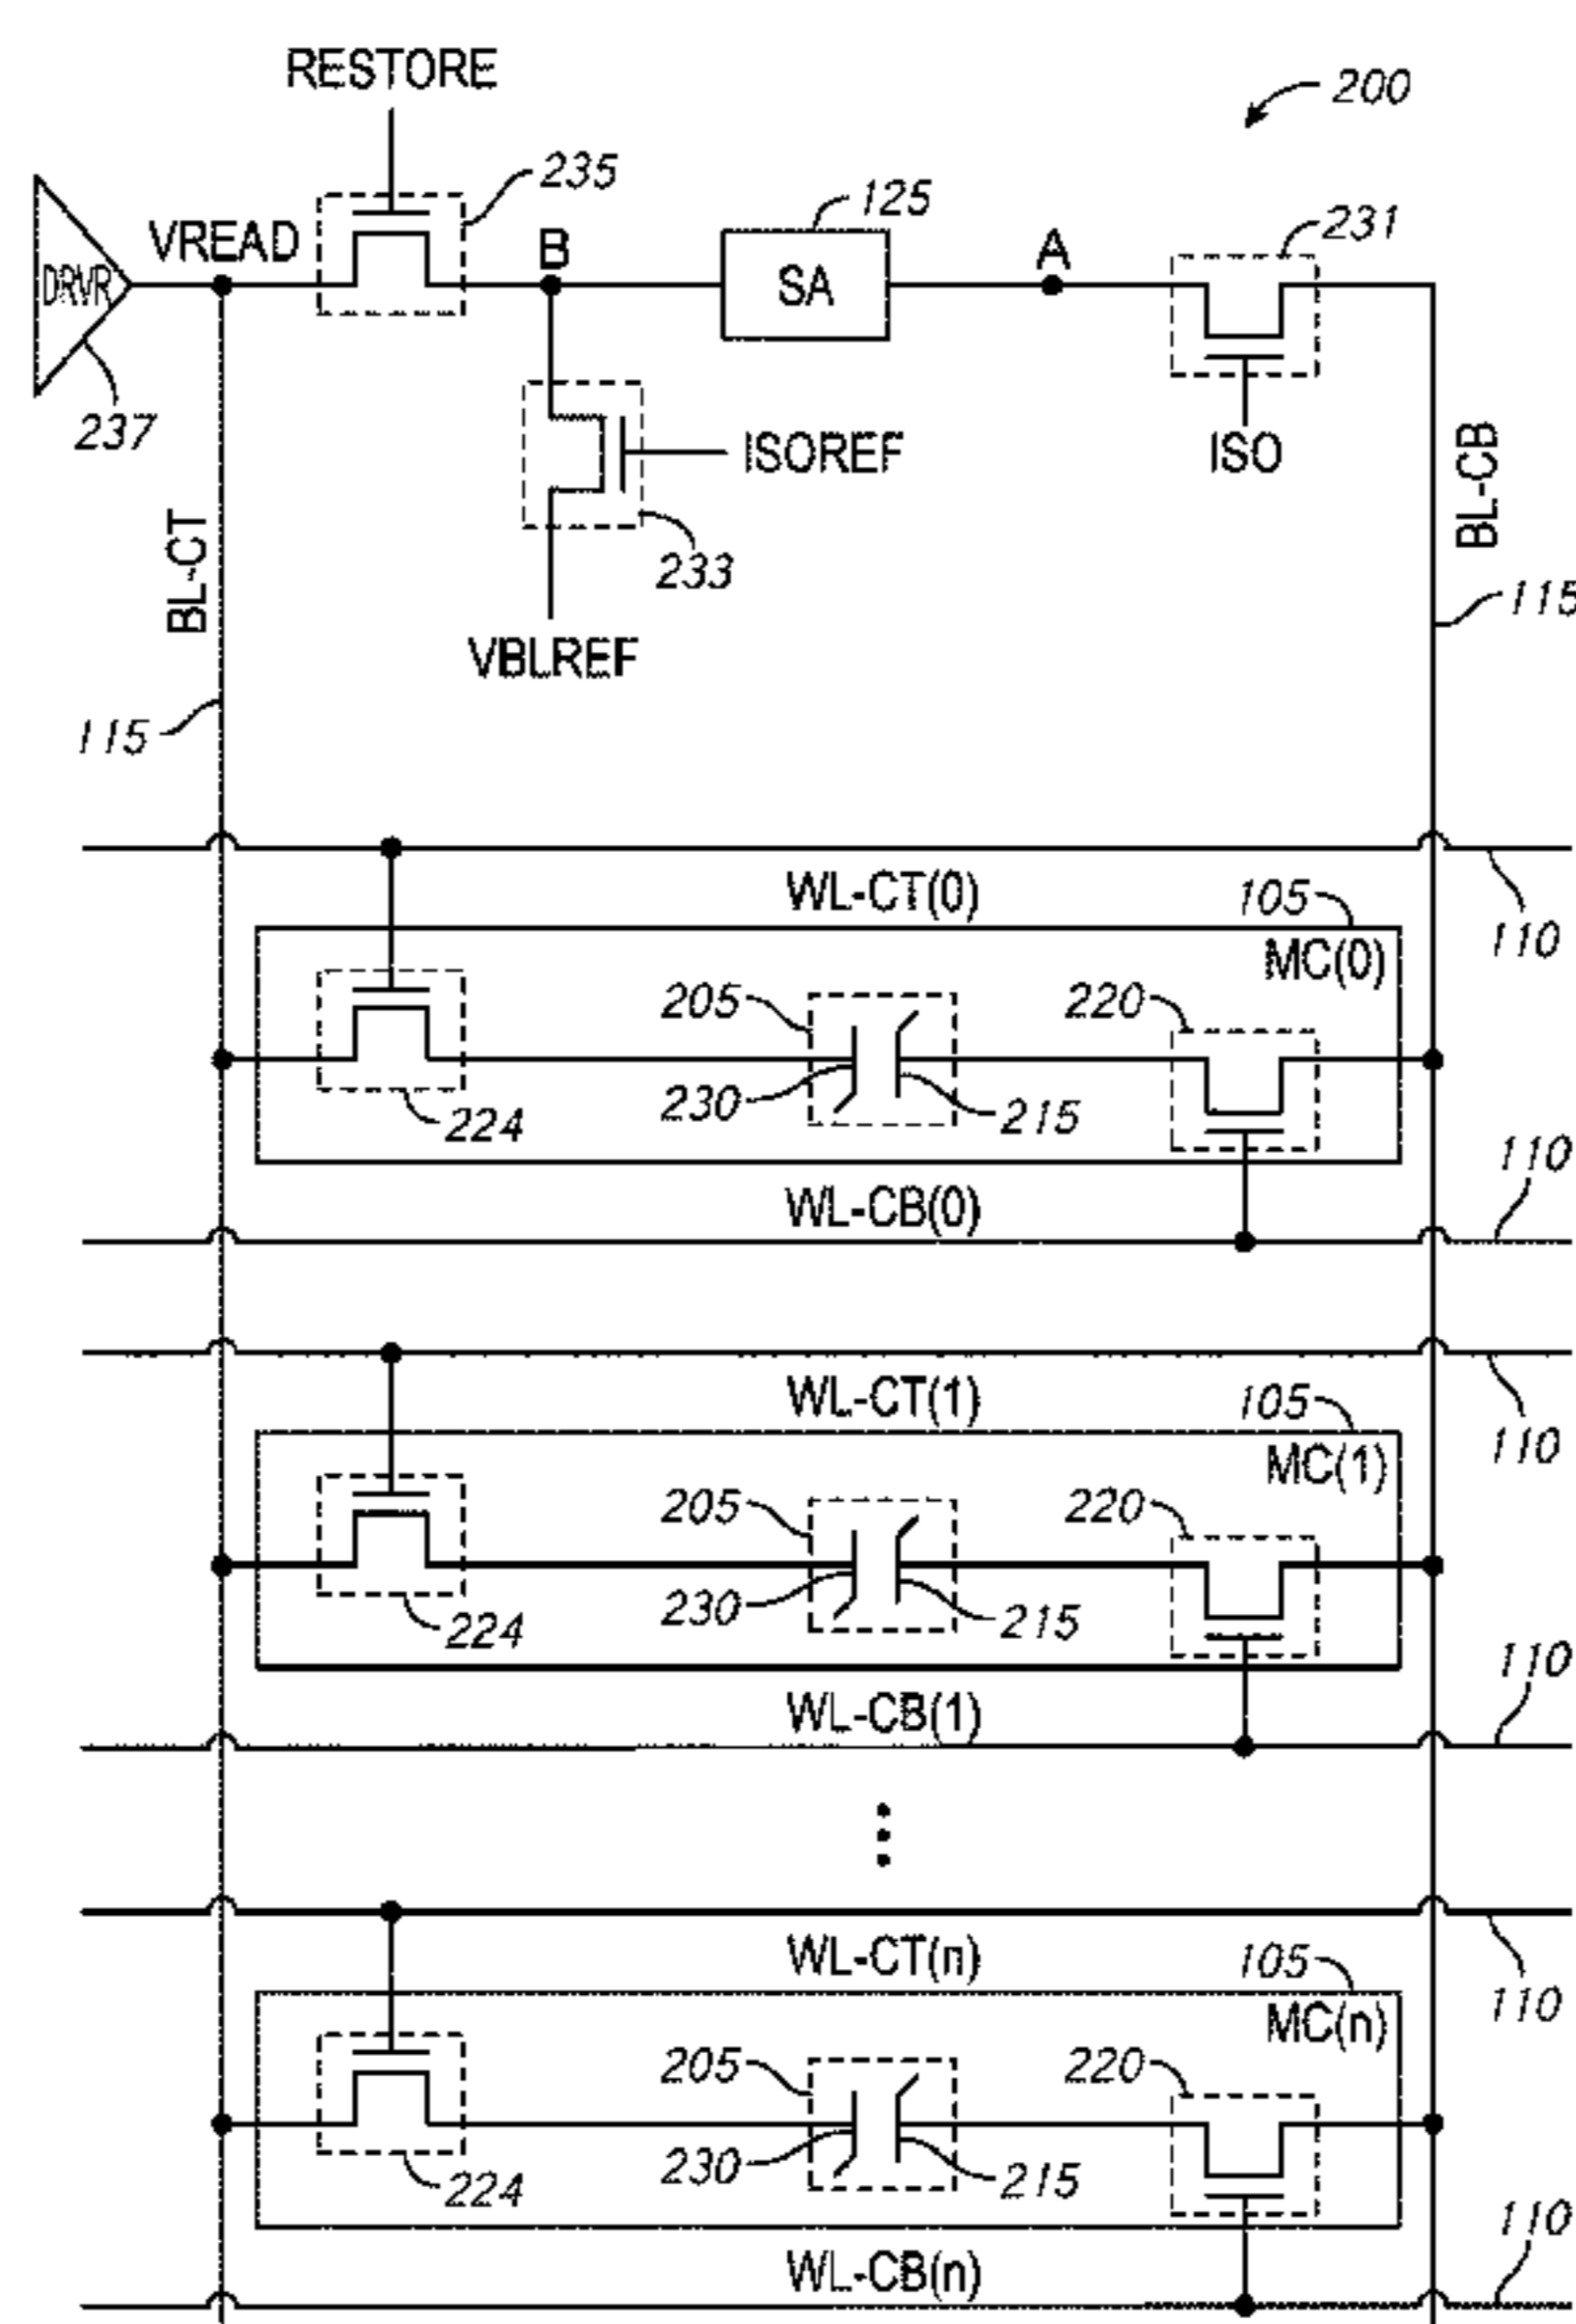 RESTORE
200
235
125
231
DRVR
VREAD
B
SA
A
237
ISOREF
ISO
BL-CT
BL-CB
233
115
VBLREF
115
WL-CT(0)
105
110
MC(0)
205
220
230
215
224
110
WL-CB(0)
WL-CT(1)
105
110
MC(1)
205
220
230
215
224
110
WL-CB(1)
WL-CT(n)
105
110
MC(n)
205
220
230
215
224
110
WL-CB(n)